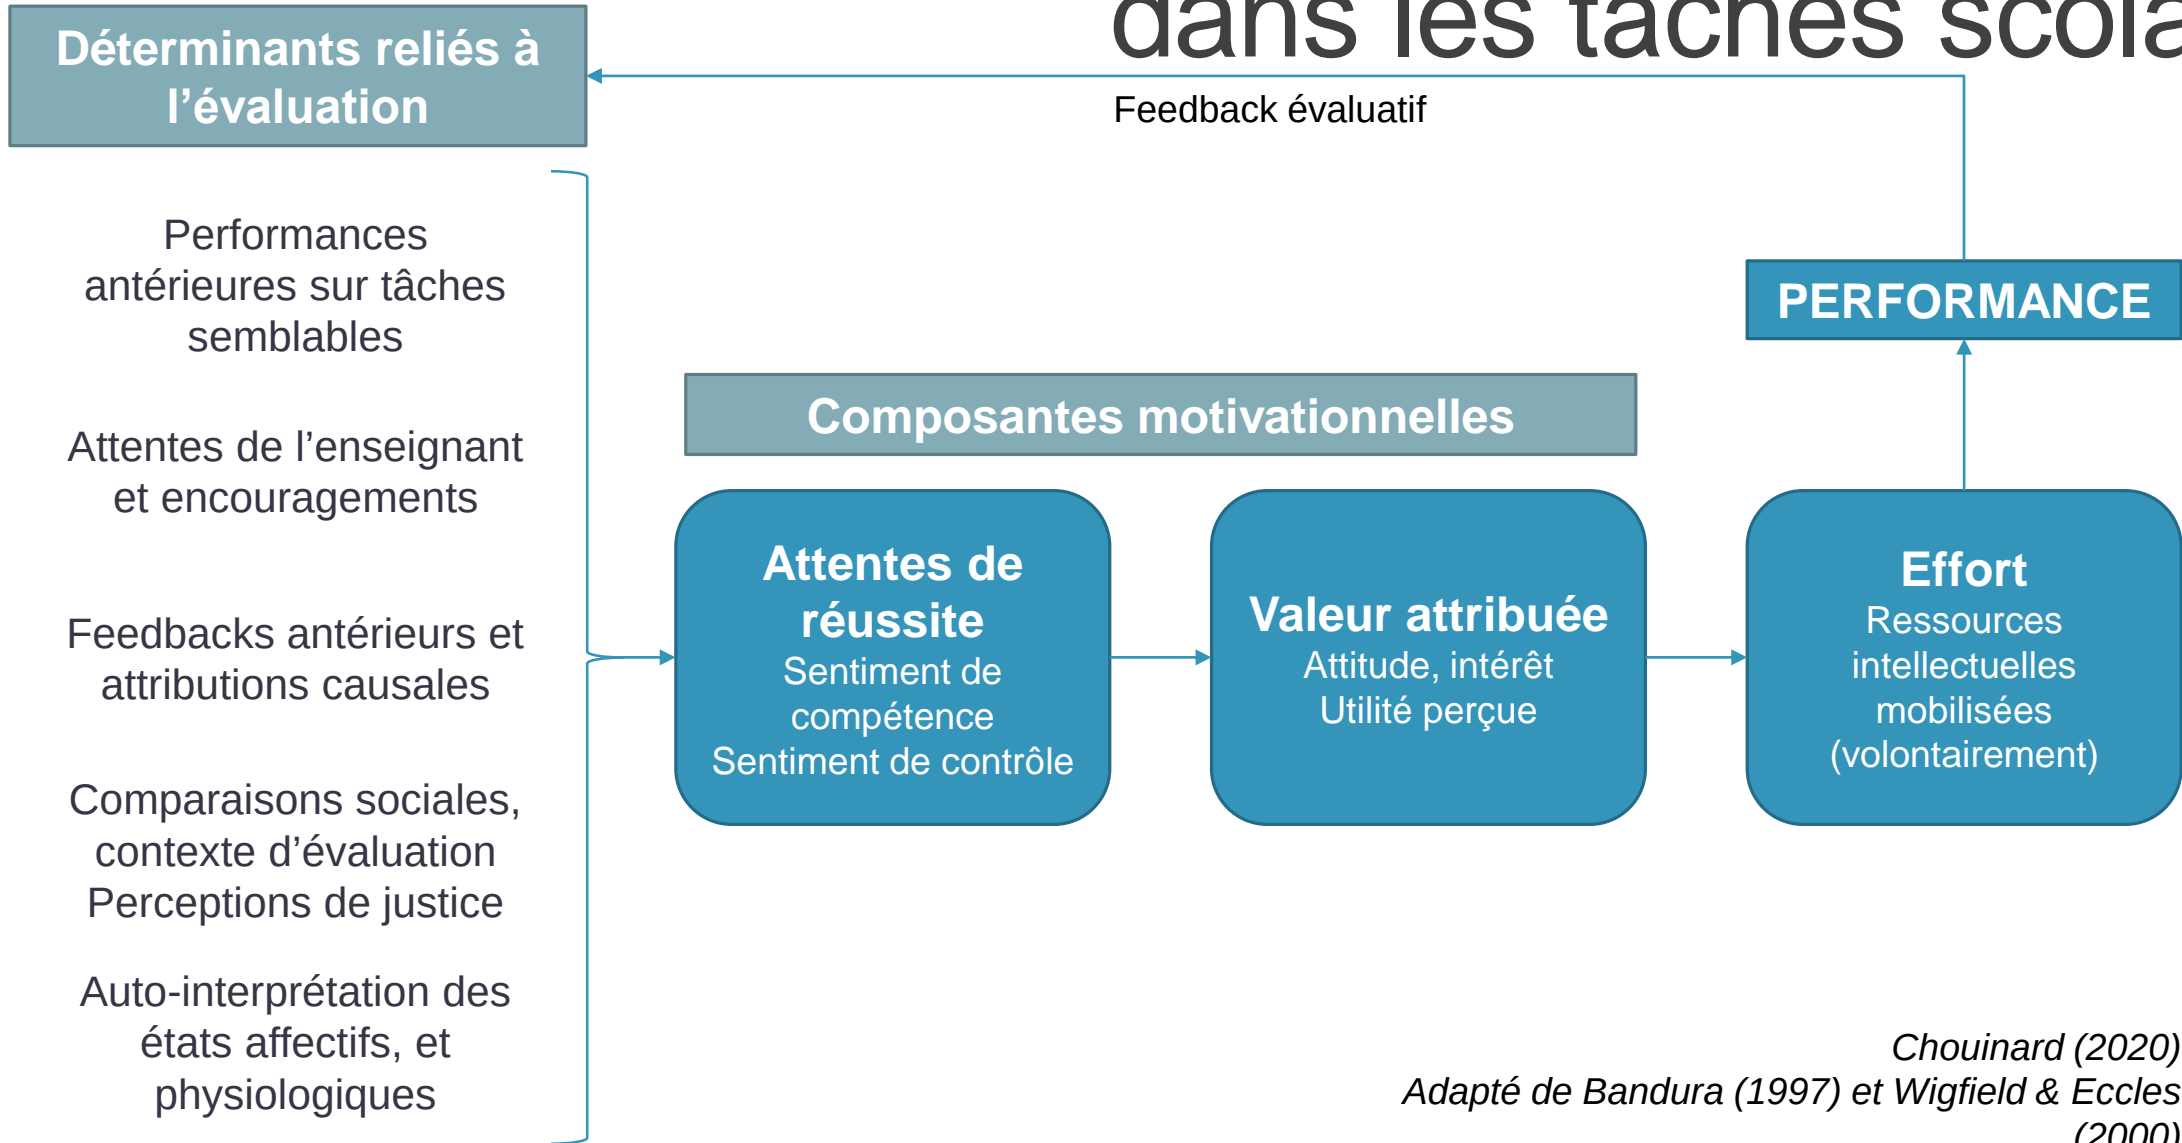 dans les tâches
Déterminants reliés à
l’évaluation
Feedback évaluatif
Performances
antérieures sur tâches
semblables
Attentes de l’enseignant
et encouragements
Feedbacks antérieurs et
attributions causales
Comparaisons sociales,
contexte d’évaluation
Perceptions de justice
Auto-interprétation des
états affectifs, et
physiologiques
Composantes motivationnelles
Attentes de
réussite
Sentiment de
compétence
Sentiment de contrôle
Valeur attribuée
Attitude, intérêt
Utilité perçue
Effort
Ressources
intellectuelles
mobilisées
(volontairement)
PERFORMANCE
Chouinard (2020)
Adapté de Bandura (1997) et Wigfield & Eccles
(2000)